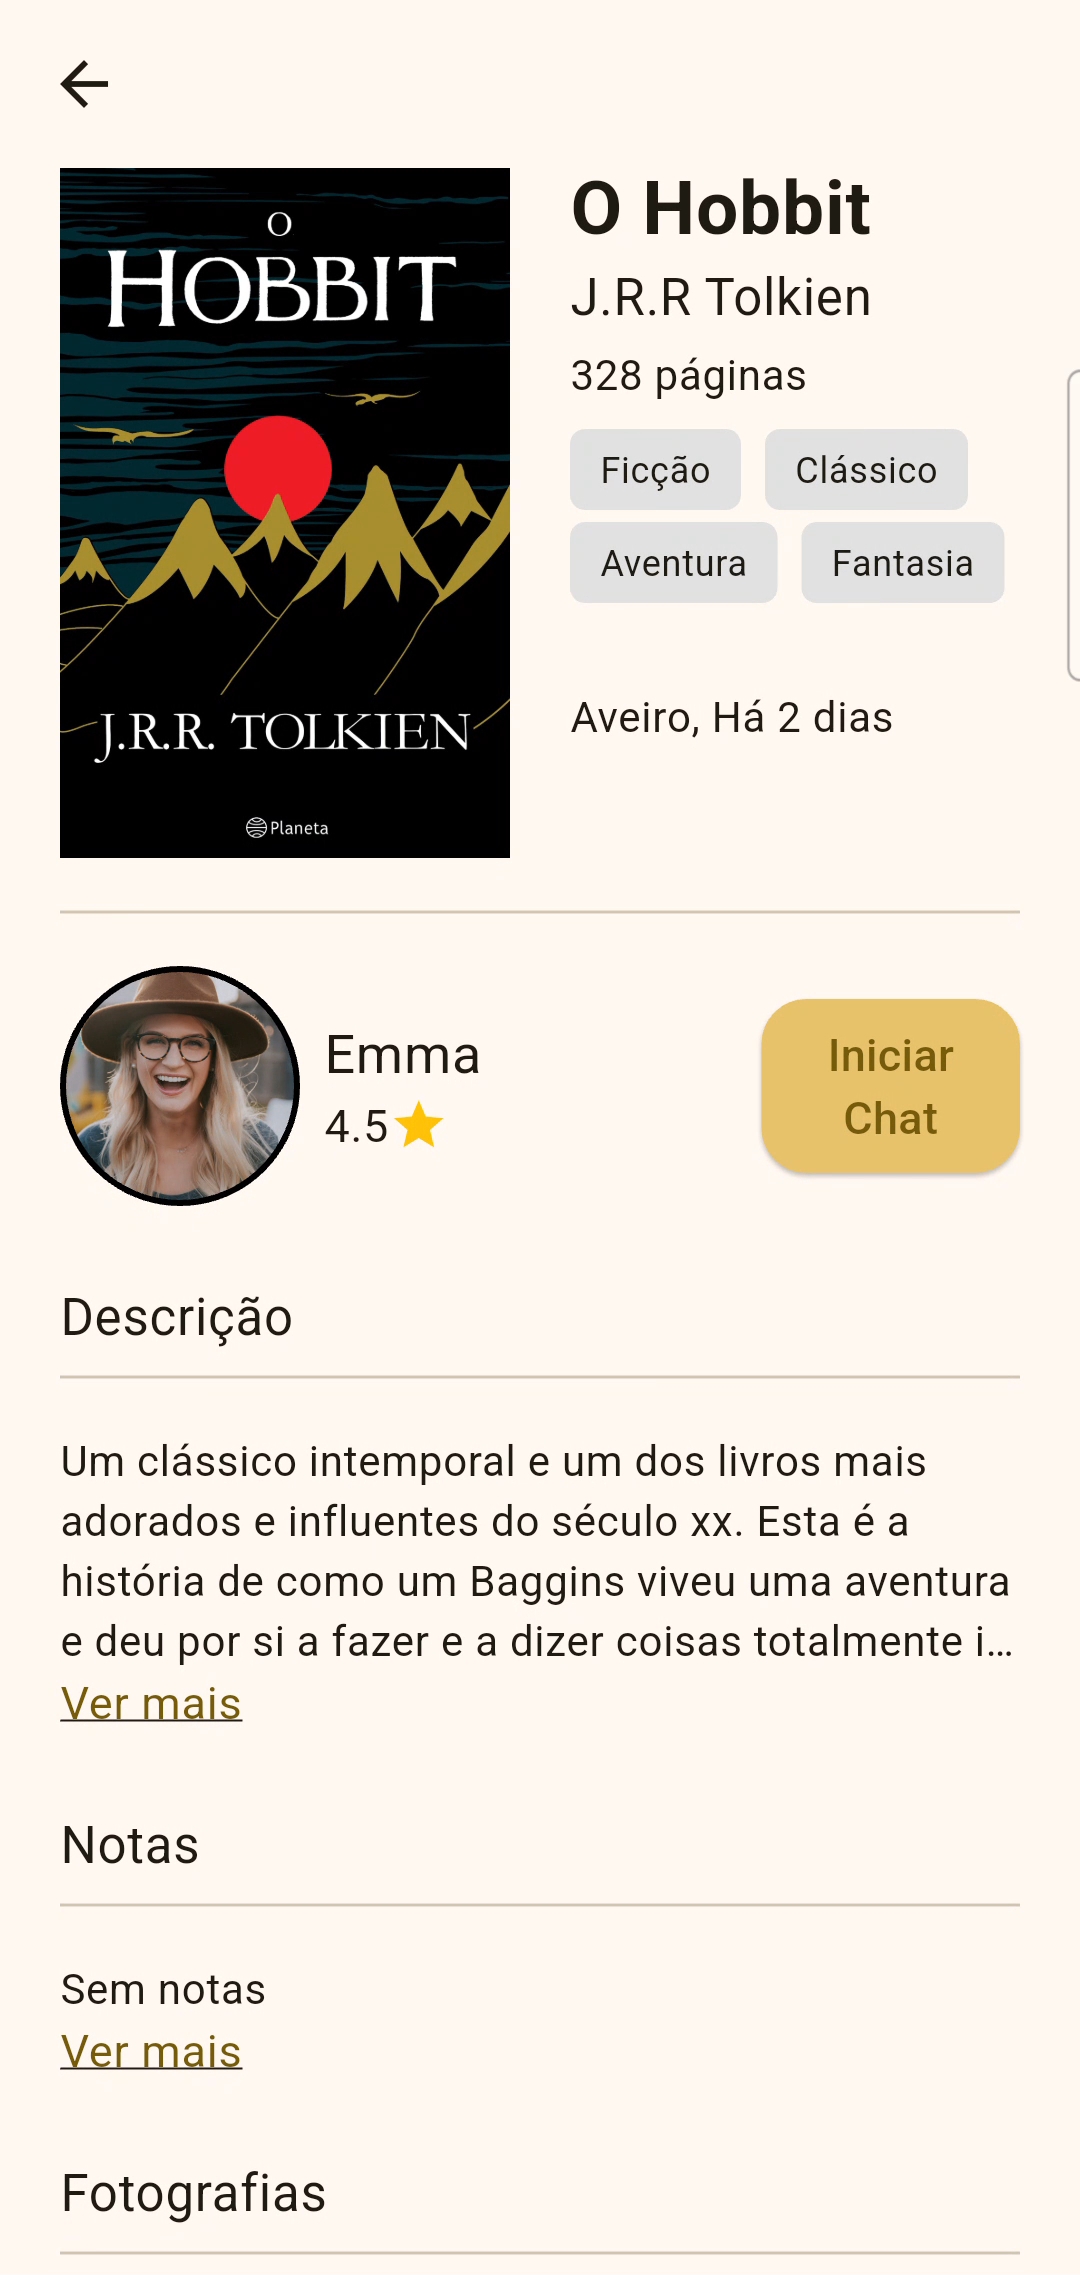 O
HOBBIT
J.R.R. TOLKIEN
Planeta
O Hobbit
J.R.R Tolkien
328 páginas
Ficção
Clássico
Aventura
Fantasia
Aveiro, Há 2 dias
Emma
4.5
Iniciar
Chat
Descrição
Um clássico intemporal e um dos livros mais
adorados e influentes do século xx. Esta é a
história de como um Baggins viveu uma aventura
e deu por si a fazer e a dizer coisas totalmente i…
Ver mais
Notas
Sem notas
Ver mais
Fotografias